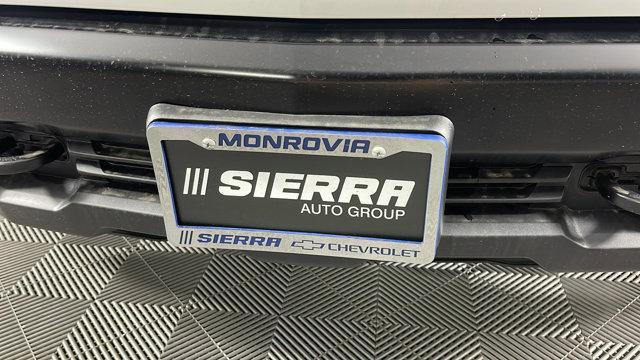 MONROVIA
SIERRA
AUTO GROUP
SIERRA CHEVROLET